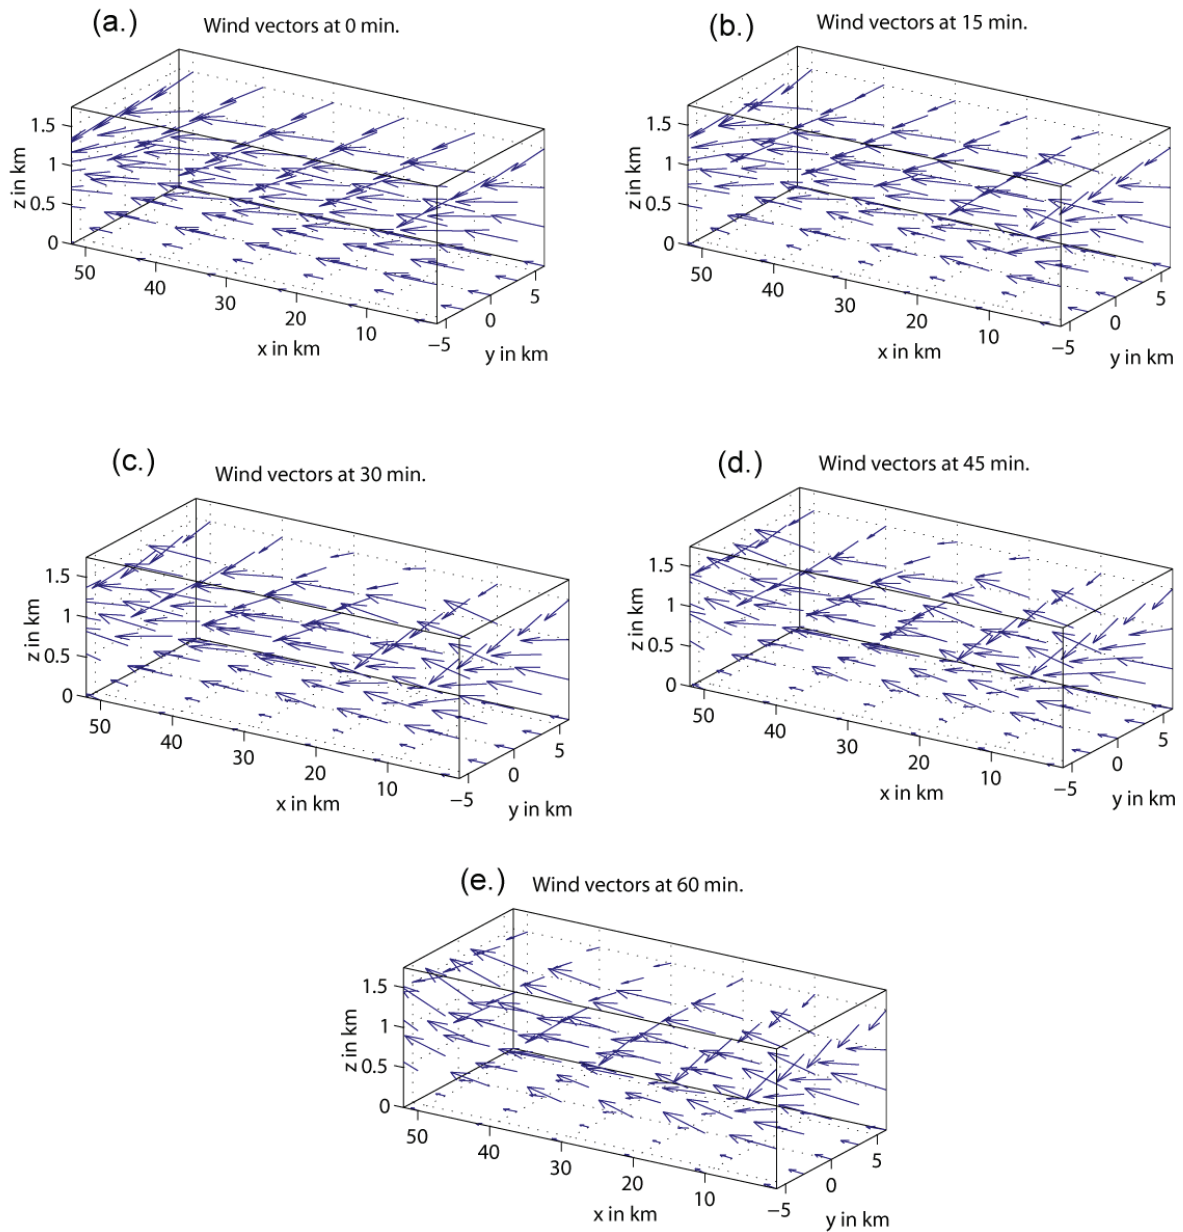 (a.)
Wind vectors at 0 min.
1.5
1
0.5
0
z in km
50
40
30
20
10
x in km
−5
0
5
y in km
(b.)
Wind vectors at 15 min.
1.5
1
0.5
0
z in km
50
40
30
20
10
x in km
−5
0
5
y in km
(c.)
Wind vectors at 30 min.
1.5
1
0.5
0
z in km
50
40
30
20
10
x in km
−5
0
5
y in km
(d.)
Wind vectors at 45 min.
1.5
1
0.5
0
z in km
50
40
30
20
10
x in km
−5
0
5
y in km
(e.)
Wind vectors at 60 min.
1.5
1
0.5
0
z in km
50
40
30
20
10
x in km
−5
0
5
y in km